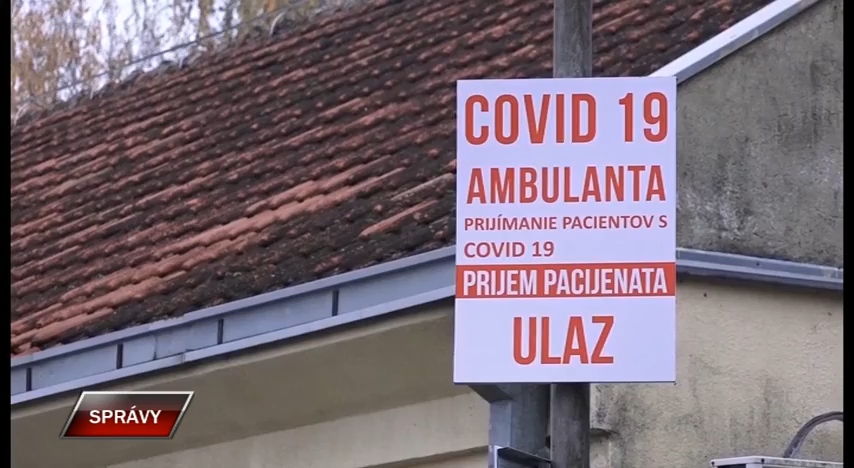 COVID 19
AMBULANTA
PRIJÍMANIE PACIENTOV S
COVID 19
PRIJEM PACIJENATA
ULAZ
SPRÁVY